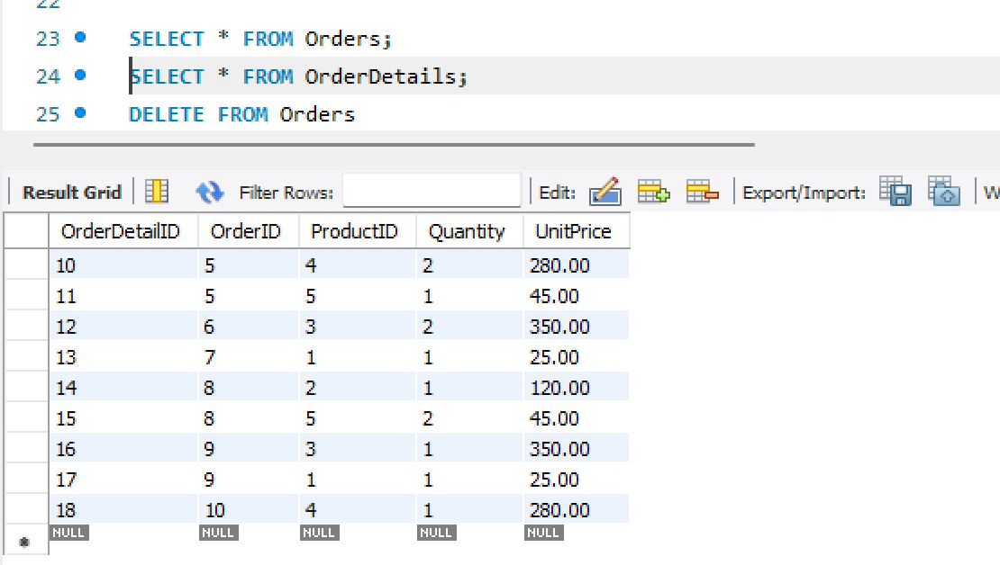 22
23 SELECT * FROM Orders;
24 SELECT * FROM OrderDetails;
25 DELETE FROM Orders
Result Grid Filter Rows: Edit: Export/Import: W
OrderDetailID OrderID ProductID Quantity UnitPrice
10 5 4 2 280.00
11 5 5 1 45.00
12 6 3 2 350.00
13 7 1 1 25.00
14 8 2 1 120.00
15 8 5 2 45.00
16 9 3 1 350.00
17 9 1 1 25.00
18 10 4 1 280.00
NULL NULL NULL NULL NULL